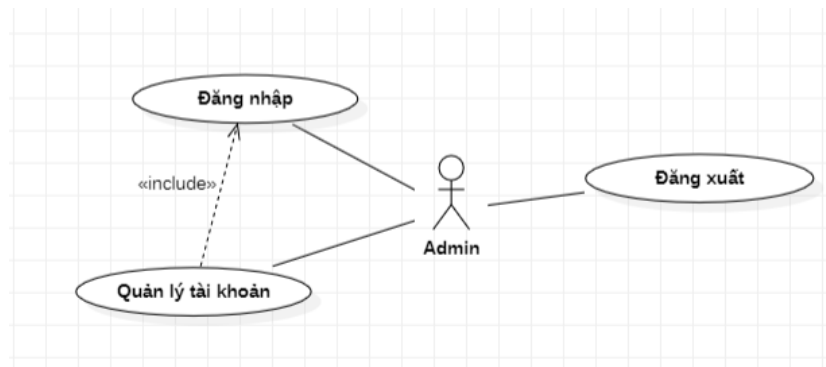 Đăng nhập
«include»
Đăng xuất
Admin
Quản lý tài khoản